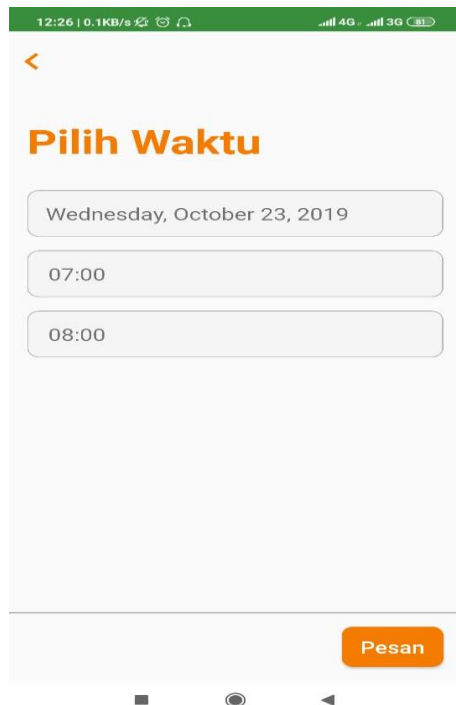 12:26 | 0.1KB/s 4G 3G 81
Pilih Waktu
Wednesday, October 23, 2019
07:00
08:00
Pesan